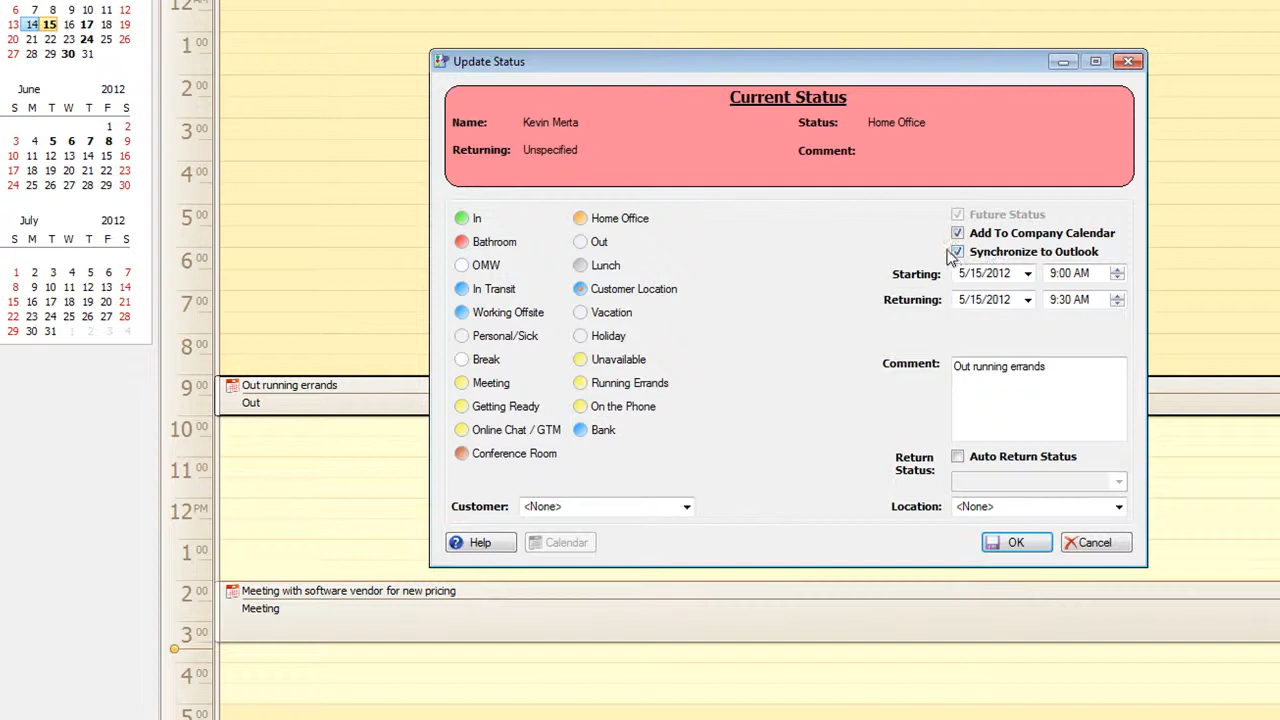 6 7 8 9 10 11 12
13 14 15 16 17 18 19
20 21 22 23 24 25 26
27 28 29 30 31
June 2012
S M T W T F S
1 2
3 4 5 6 7 8 9
10 11 12 13 14 15 16
17 18 19 20 21 22 23
24 25 26 27 28 29 30
July 2012
S M T W T F S
1 2 3 4 5 6 7
8 9 10 11 12 13 14
15 16 17 18 19 20 21
22 23 24 25 26 27 28
29 30 31 1 2 3 4
12 AM
1 00
2 00
3 00
4 00
5 00
6 00
7 00
8 00
9 00
10 00
11 00
12 PM
1 00
2 00
3 00
4 00
5 00
Out running errands
Out
Meeting with software vendor for new pricing
Meeting
Update Status
Current Status
Name: Kevin Merta
Status: Home Office
Returning: Unspecified
Comment:
In
Bathroom
OMW
In Transit
Working Offsite
Personal/Sick
Break
Meeting
Getting Ready
Online Chat / GTM
Conference Room
Home Office
Out
Lunch
Customer Location
Vacation
Holiday
Unavailable
Running Errands
On the Phone
Bank
Future Status
Add To Company Calendar
Synchronize to Outlook
Starting: 5/15/2012 9:00 AM
Returning: 5/15/2012 9:30 AM
Comment: Out running errands
Return Status:
Auto Return Status
Customer: <None>
Location: <None>
Help
Calendar
OK
Cancel